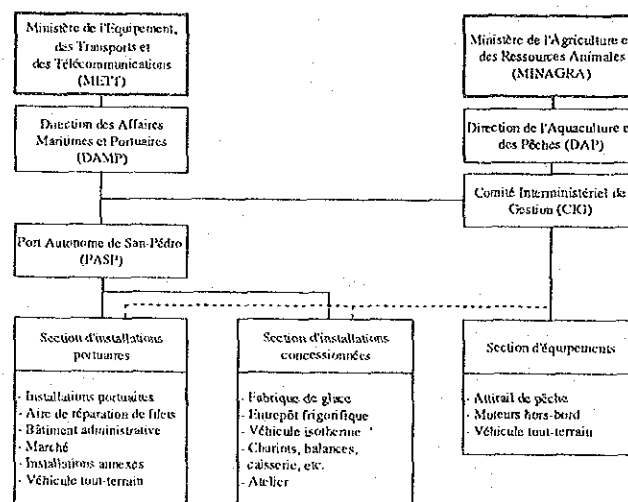 Ministère de l'Equipement,
des Transports et
des Télécommunications
(METT)
Ministère de l'Agriculture et
des Ressources Animales
(MINAGRA)
Direction des Affaires
Maritimes et Portuaires
(DAMP)
Direction de l'Aquaculture et
des Pêches (DAP)
Comité Interministériel de
Gestion (CIG)
Port Autonome de San-Pédro
(PASP)
Section d'installations
portuaires
- Installations portuaires
- Aire de réparation de filets
- Bâtiment administrative
- Marché
- Installations annexes
- Véhicule tout-terrain
Section d'installations
concessionnées
- Fabrique de glace
- Entrepôt frigorifique
- Véhicule isotherme
- Chariots, balances,
caisserie, etc.
- Atelier
Section d'équipements
- Attirail de pêche
- Moteurs hors-bord
- Véhicule tout-terrain